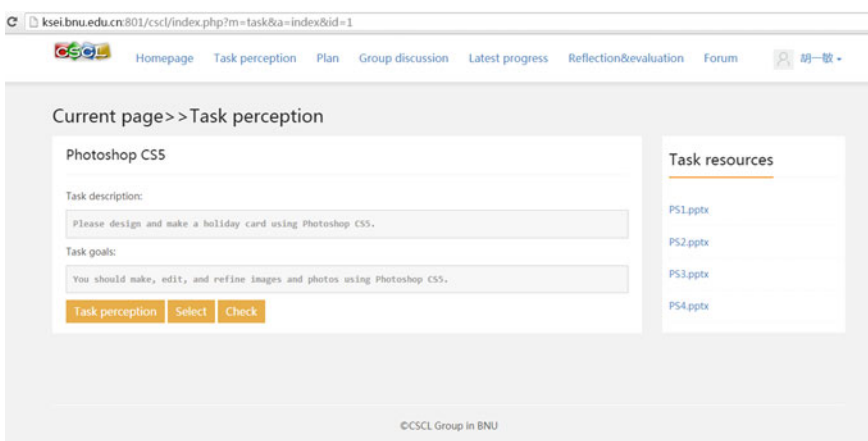 ksei.bnu.edu.cn:801/cscl/index.php?m=task&a=index&id=1
CSCL Homepage Task perception Plan Group discussion Latest progress Reflection&evaluation Forum 胡一敬
Current page>>Task perception
Photoshop CS5
Task description:
Please design and make a holiday card using Photoshop CS5.
Task goals:
You should make, edit, and refine images and photos using Photoshop CS5.
Task perception Select Check
Task resources
PS1.pptx
PS2.pptx
PS3.pptx
PS4.pptx
©CSCL Group in BNU